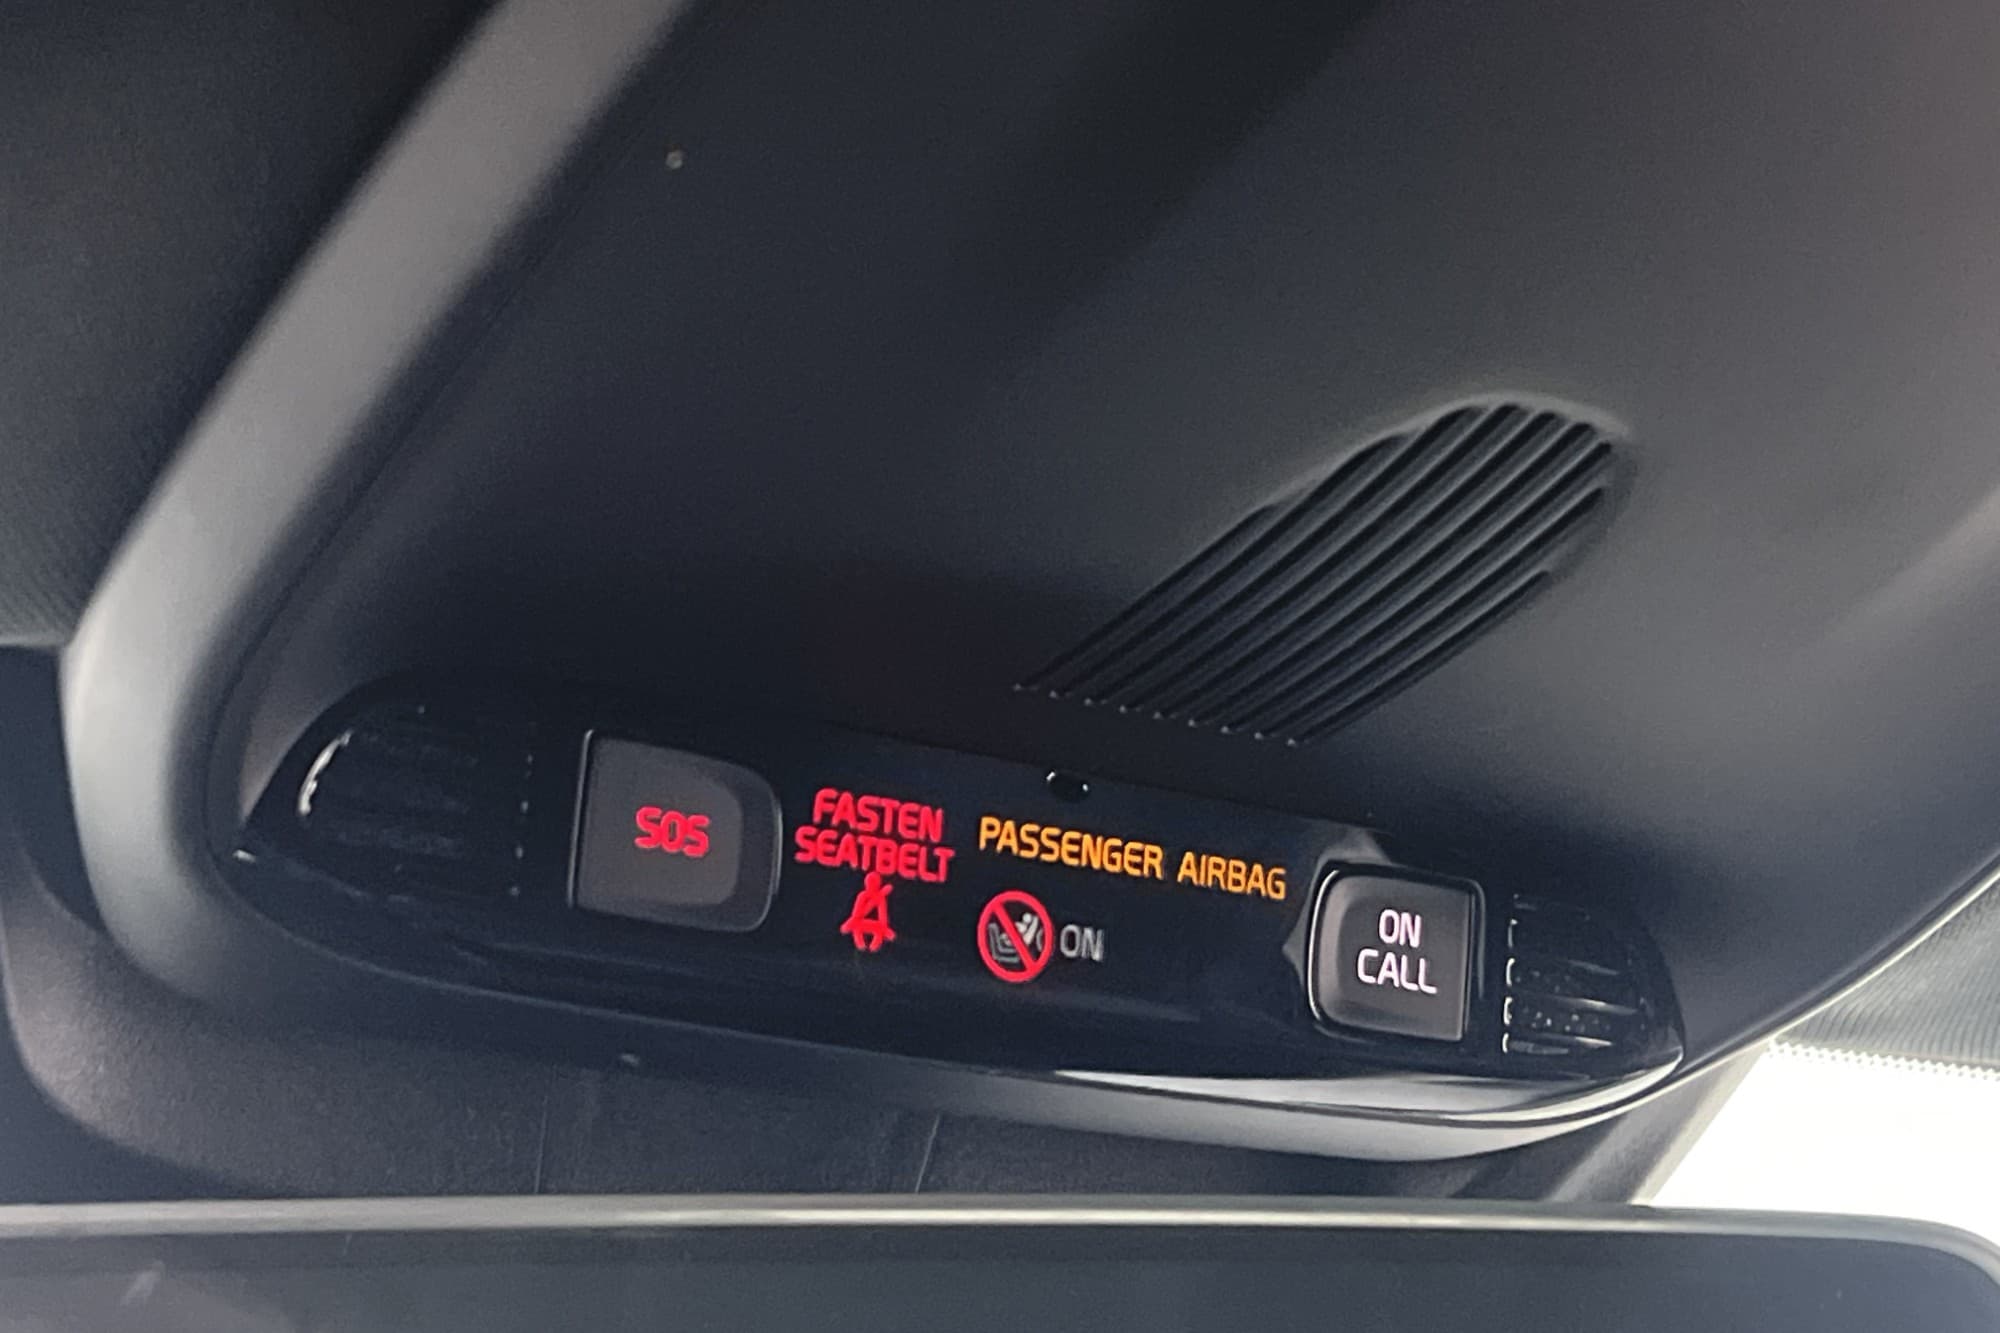 SOS
FASTEN
SEATBELT
PASSENGER AIRBAG
ON
ON
CALL